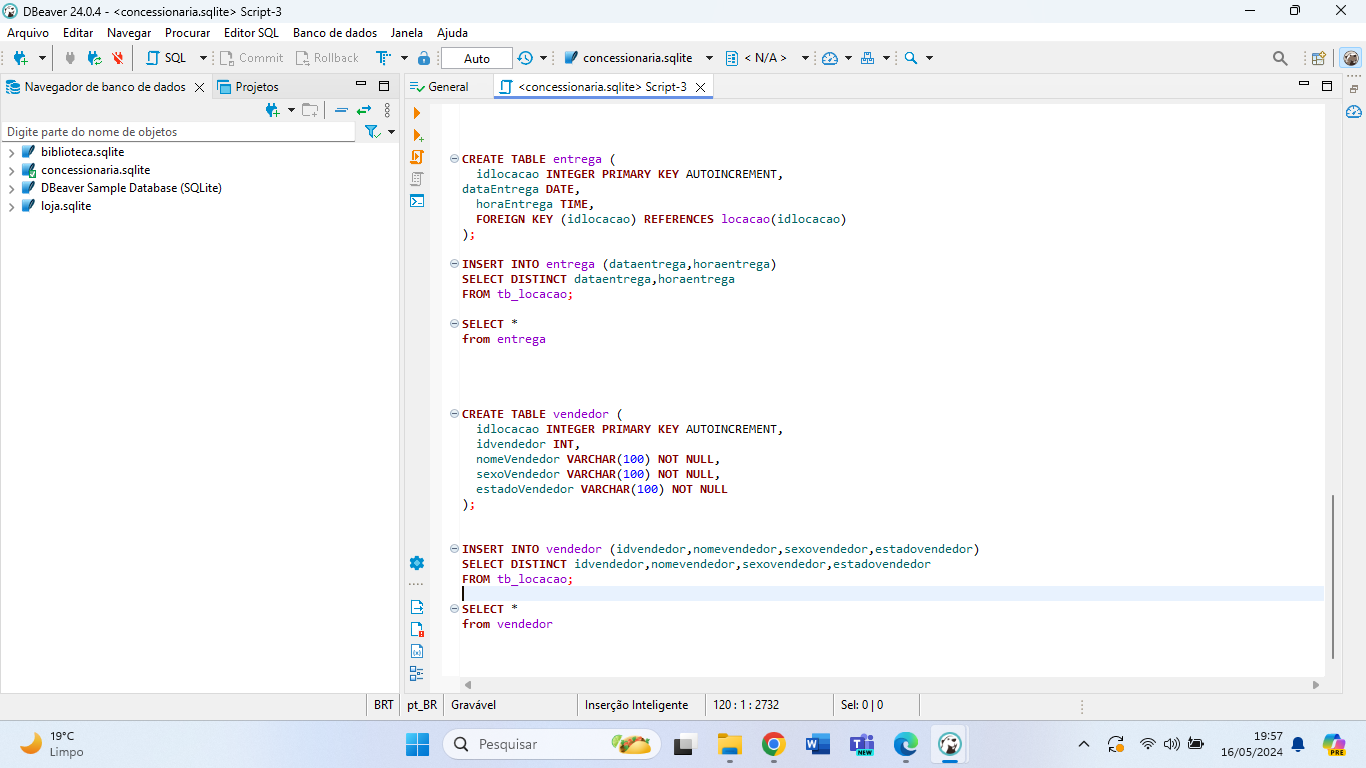 DBeaver 24.0.4 - <concessionaria.sqlite> Script-3
Arquivo Editar Navegar Procurar Editor SQL Banco de dados Janela Ajuda
SQL Commit Rollback Auto concessionaria.sqlite < N/A >
Navegador de banco de dados Projetos
Digite parte do nome de objetos
biblioteca.sqlite
concessionaria.sqlite
DBeaver Sample Database (SQLite)
loja.sqlite
General <concessionaria.sqlite> Script-3
CREATE TABLE entrega (
idlocacao INTEGER PRIMARY KEY AUTOINCREMENT,
dataEntrega DATE,
horaEntrega TIME,
FOREIGN KEY (idlocacao) REFERENCES locacao(idlocacao)
);
INSERT INTO entrega (dataentrega,horaentrega)
SELECT DISTINCT dataentrega,horaentrega
FROM tb_locacao;
SELECT *
from entrega
CREATE TABLE vendedor (
idlocacao INTEGER PRIMARY KEY AUTOINCREMENT,
idvendedor INT,
nomeVendedor VARCHAR(100) NOT NULL,
sexoVendedor VARCHAR(100) NOT NULL,
estadoVendedor VARCHAR(100) NOT NULL
);
INSERT INTO vendedor (idvendedor,nomevendedor,sexovendedor,estadovendedor)
SELECT DISTINCT idvendedor,nomevendedor,sexovendedor,estadovendedor
FROM tb_locacao;
SELECT *
from vendedor
BRT pt_BR Gravável Inserção Inteligente 120 : 1 : 2732 Sel: 0 | 0
19°C
Limpo
Pesquisar
NEW
19:57
16/05/2024
PRE